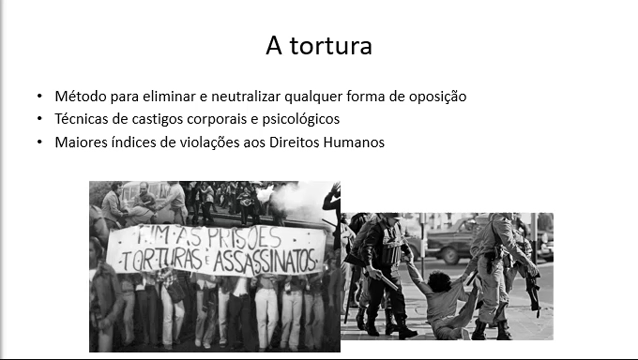 A tortura
• Método para eliminar e neutralizar qualquer forma de oposição
• Técnicas de castigos corporais e psicológicos
• Maiores índices de violações aos Direitos Humanos
FIM ÀS PRISÕES
TORTURAS E ASSASSINATOS